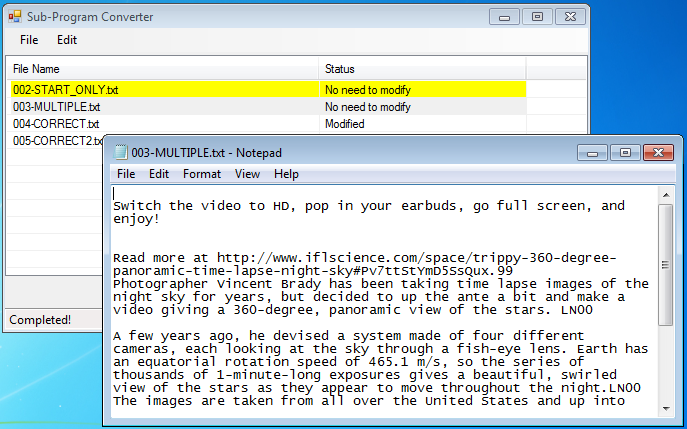 Sub-Program Converter
File Edit
File Name Status
002-START_ONLY.txt No need to modify
003-MULTIPLE.txt No need to modify
004-CORRECT.txt Modified
005-CORRECT2.tx
003-MULTIPLE.txt - Notepad
File Edit Format View Help
Switch the video to HD, pop in your earbuds, go full screen, and
enjoy!
Read more at http://www.iflscience.com/space/trippy-360-degree-
panoramic-time-lapse-night-sky#Pv7ttStYmD5SsQux.99
Photographer Vincent Brady has been taking time lapse images of the
night sky for years, but decided to up the ante a bit and make a
video giving a 360-degree, panoramic view of the stars. LNOO
A few years ago, he devised a system made of four different
cameras, each looking at the sky through a fish-eye lens. Earth has
an equatorial rotation speed of 465.1 m/s, so the series of
thousands of 1-minute-long exposures gives a beautiful, swirled
view of the stars as they appear to move throughout the night.LNOO
The images are taken from all over the United States and up into
Completed!